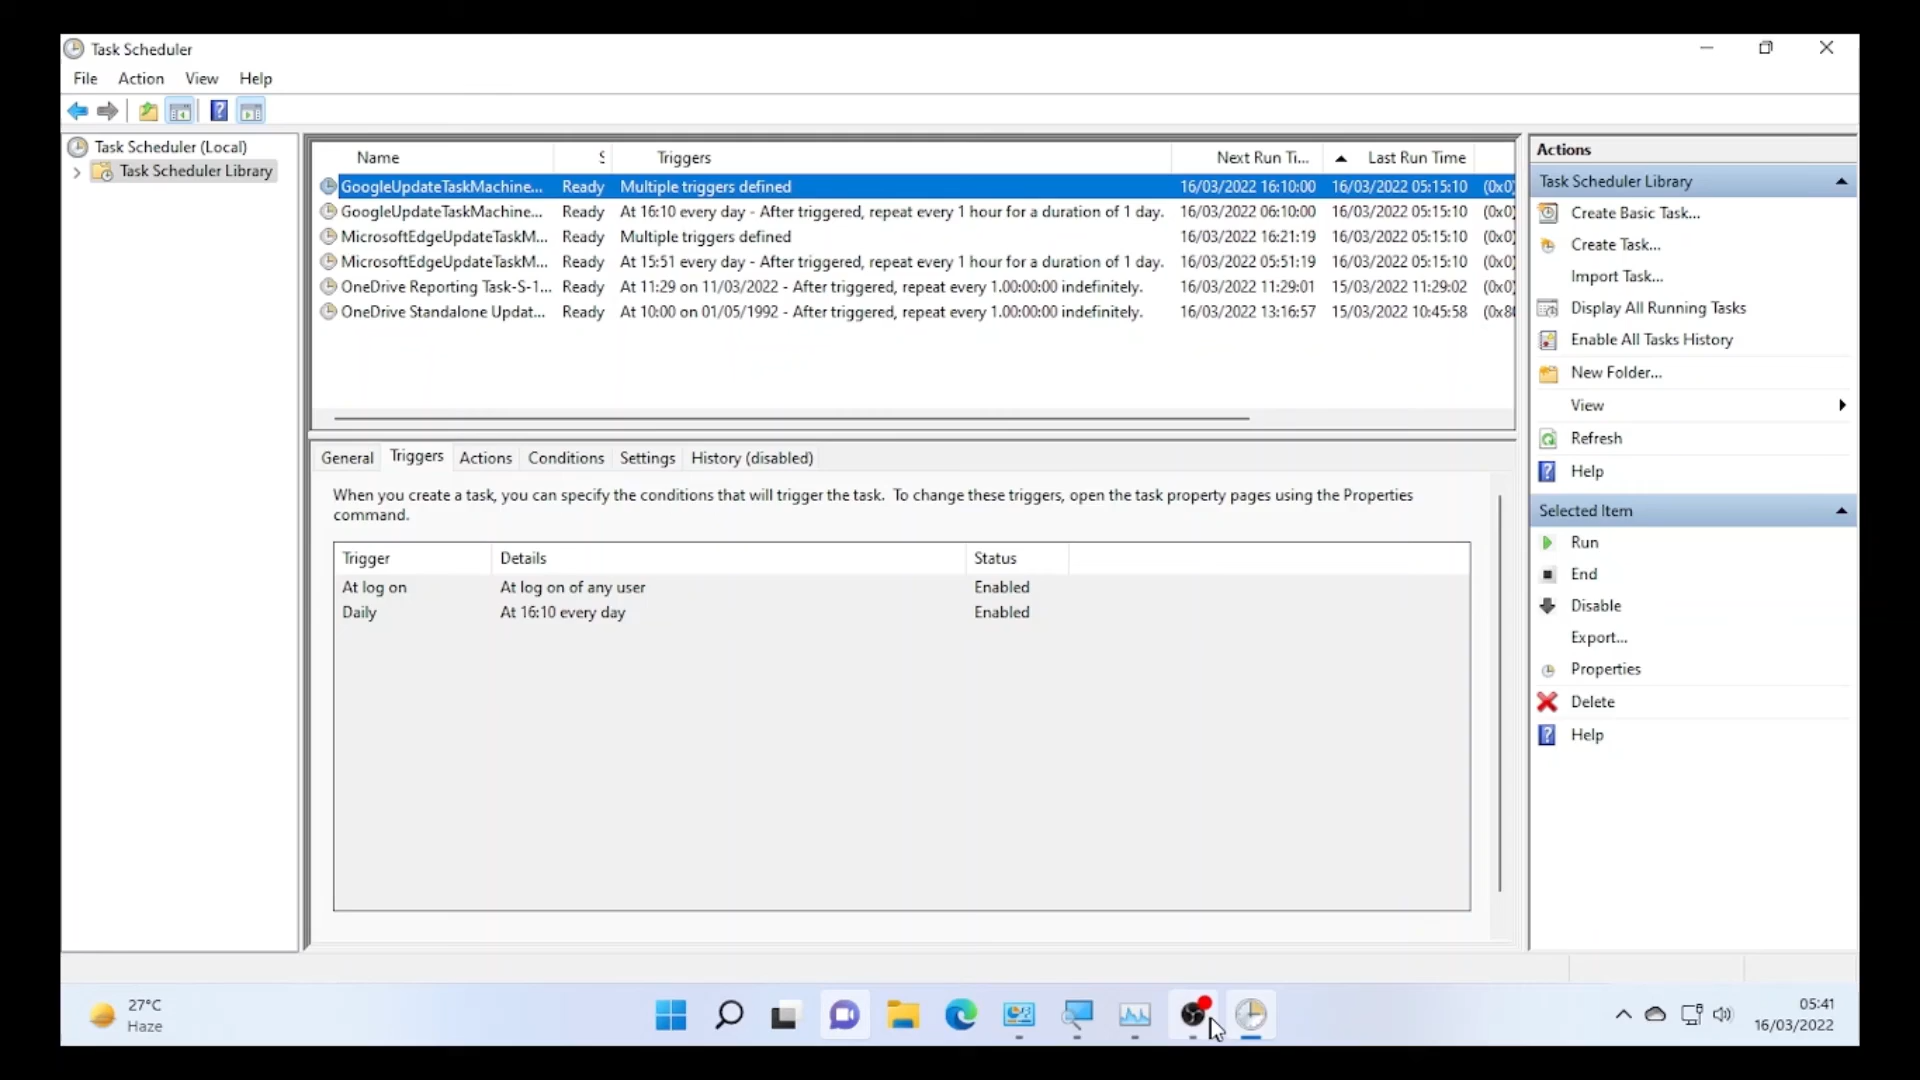 Task Scheduler
File Action View Help
Task Scheduler (Local)
Task Scheduler Library
Name S Triggers Next Run Ti... Last Run Time
GoogleUpdateTaskMachine... Ready Multiple triggers defined 16/03/2022 16:10:00 16/03/2022 05:15:10 (0x0)
GoogleUpdateTaskMachine... Ready At 16:10 every day - After triggered, repeat every 1 hour for a duration of 1 day. 16/03/2022 06:10:00 16/03/2022 05:15:10 (0x0)
MicrosoftEdgeUpdateTaskM... Ready Multiple triggers defined 16/03/2022 16:21:19 16/03/2022 05:15:10 (0x0)
MicrosoftEdgeUpdateTaskM... Ready At 15:51 every day - After triggered, repeat every 1 hour for a duration of 1 day. 16/03/2022 05:51:19 16/03/2022 05:15:10 (0x0)
OneDrive Reporting Task-S-1... Ready At 11:29 on 11/03/2022 - After triggered, repeat every 1.00:00:00 indefinitely. 16/03/2022 11:29:01 15/03/2022 11:29:02 (0x0)
OneDrive Standalone Updat... Ready At 10:00 on 01/05/1992 - After triggered, repeat every 1.00:00:00 indefinitely. 16/03/2022 13:16:57 15/03/2022 10:45:58 (0x8
General Triggers Actions Conditions Settings History (disabled)
When you create a task, you can specify the conditions that will trigger the task. To change these triggers, open the task property pages using the Properties
command.
Trigger Details Status
At log on At log on of any user Enabled
Daily At 16:10 every day Enabled
Actions
Task Scheduler Library
Create Basic Task...
Create Task...
Import Task...
Display All Running Tasks
Enable All Tasks History
New Folder...
View
Refresh
Help
Selected Item
Run
End
Disable
Export...
Properties
Delete
Help
27°C
Haze
05:41
16/03/2022